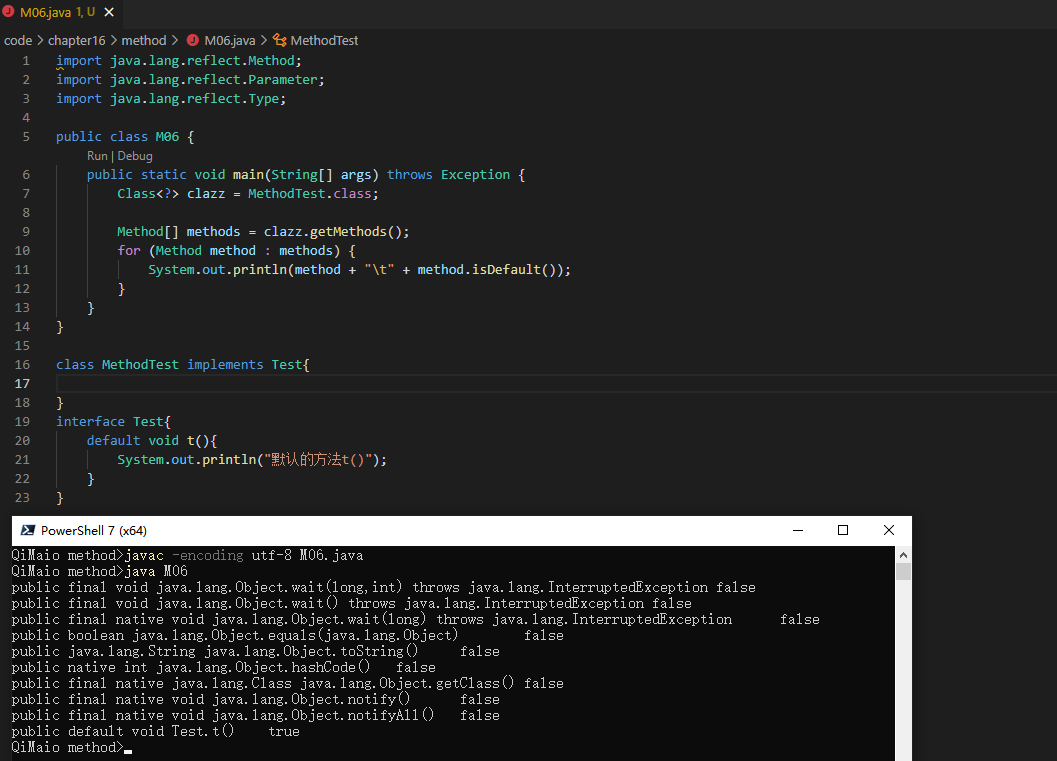 M06.java 1, U
code > chapter16 > method > M06.java > MethodTest
1 import java.lang.reflect.Method;
2 import java.lang.reflect.Parameter;
3 import java.lang.reflect.Type;
4
5 public class M06 {
Run | Debug
6 public static void main(String[] args) throws Exception {
7 Class<?> clazz = MethodTest.class;
8
9 Method[] methods = clazz.getMethods();
10 for (Method method : methods) {
11 System.out.println(method + "\t" + method.isDefault());
12 }
13 }
14 }
15
16 class MethodTest implements Test{
17
18 }
19 interface Test{
20 default void t(){
21 System.out.println("默认的方法t()");
22 }
23 }
PowerShell 7 (x64)
QiMaio method>javac -encoding utf-8 M06.java
QiMaio method>java M06
public final void java.lang.Object.wait(long,int) throws java.lang.InterruptedException false
public final void java.lang.Object.wait() throws java.lang.InterruptedException false
public final native void java.lang.Object.wait(long) throws java.lang.InterruptedException false
public boolean java.lang.Object.equals(java.lang.Object) false
public java.lang.String java.lang.Object.toString() false
public native int java.lang.Object.hashCode() false
public final native java.lang.Class java.lang.Object.getClass() false
public final native void java.lang.Object.notify() false
public final native void java.lang.Object.notifyAll() false
public default void Test.t() true
QiMaio method>